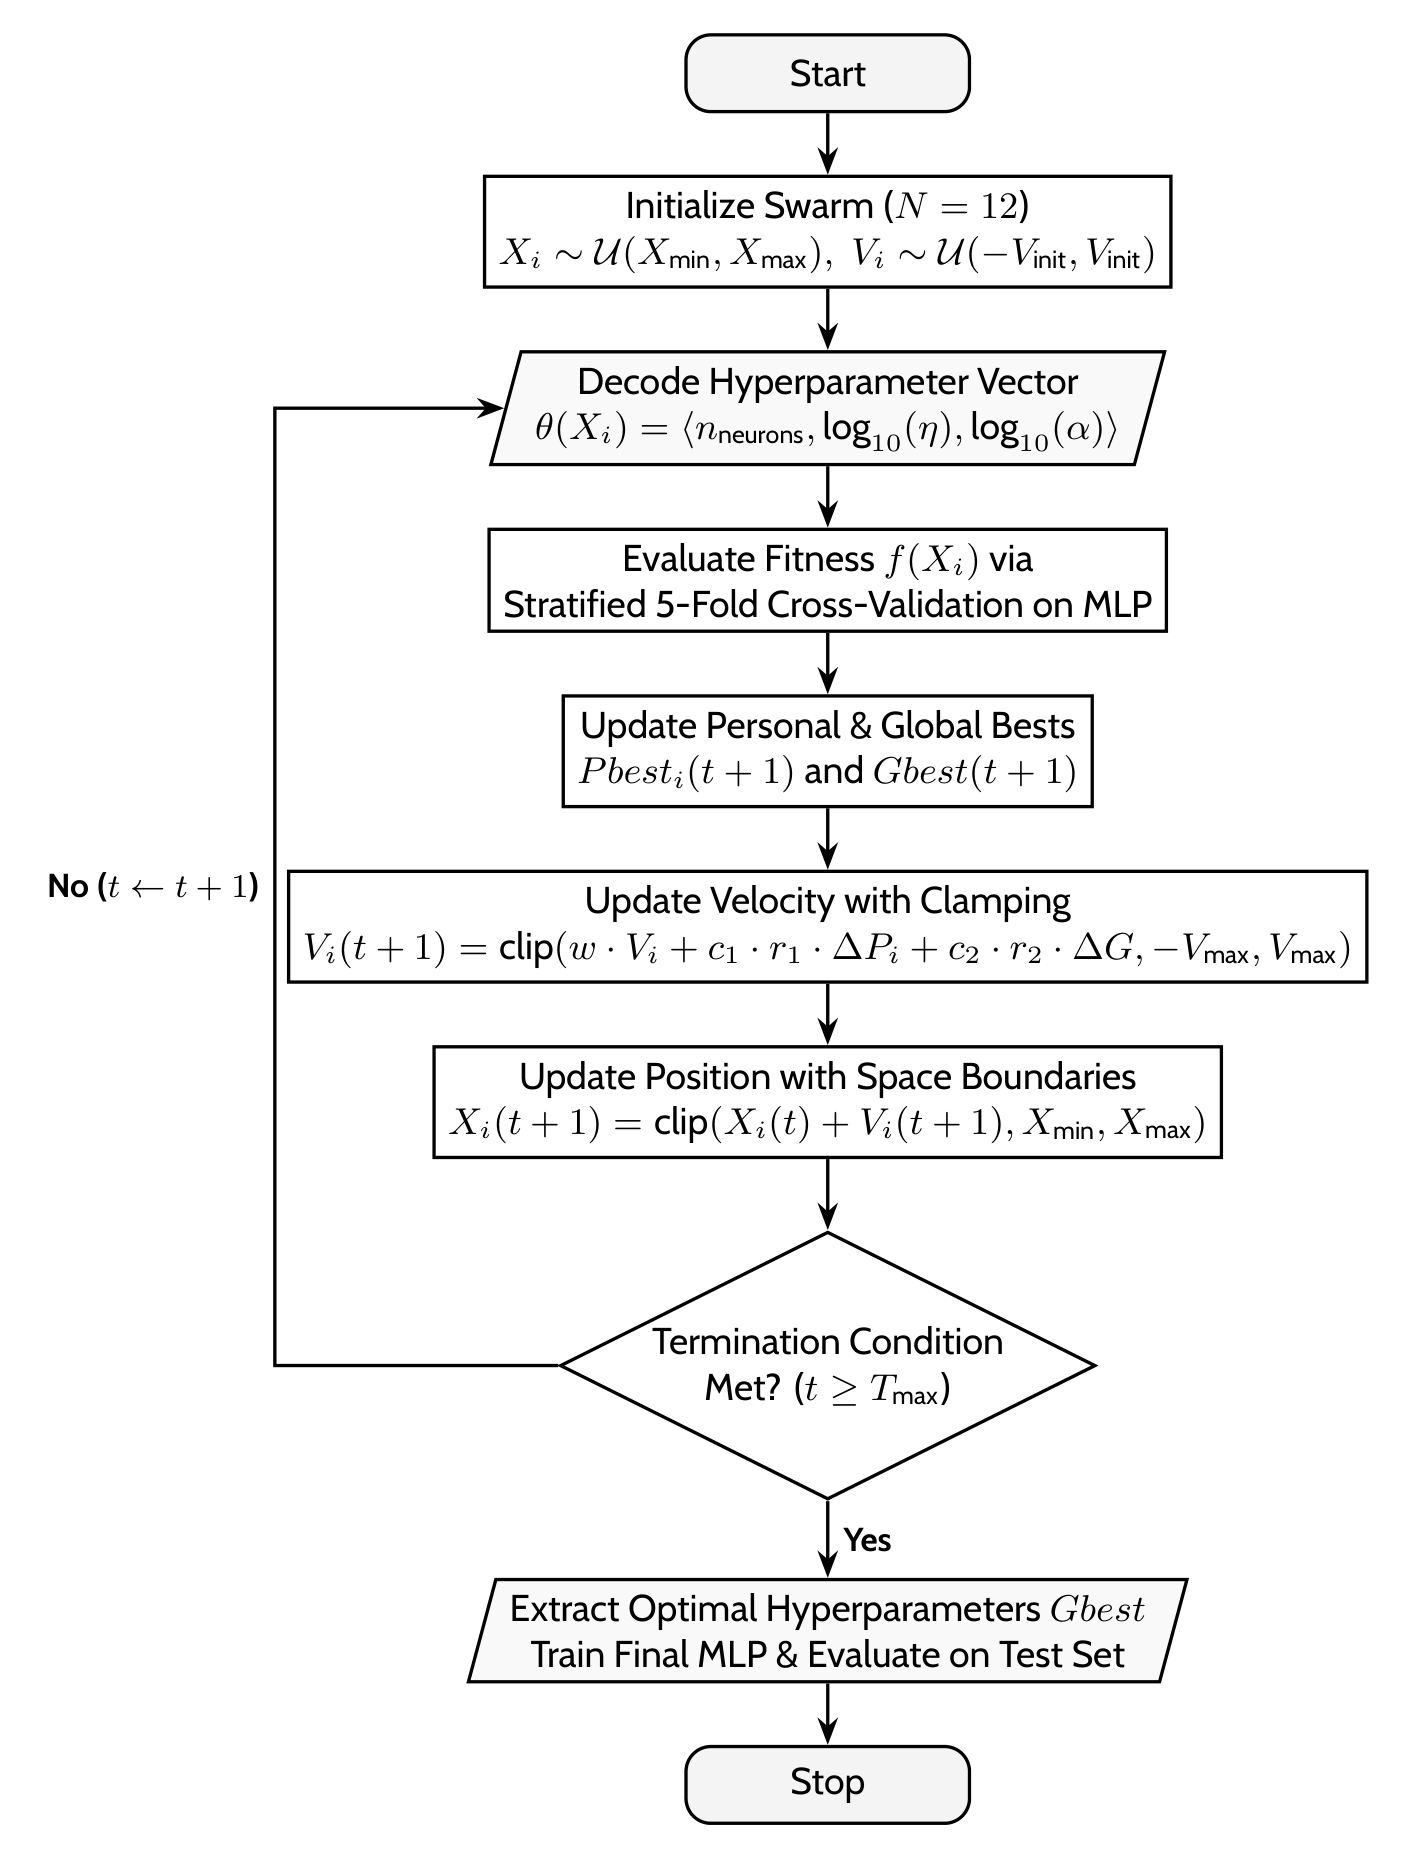 Start
Initialize Swarm (N = 12)
X_i ∼ 𝒰(X_min, X_max), V_i ∼ 𝒰(−V_init, V_init)
Decode Hyperparameter Vector
θ(X_i) = ⟨n_neurons, log_10(η), log_10(α)⟩
Evaluate Fitness f(X_i) via
Stratified 5-Fold Cross-Validation on MLP
Update Personal & Global Bests
Pbest_i(t + 1) and Gbest(t + 1)
No (t ← t + 1)
Update Velocity with Clamping
V_i(t + 1) = clip(w · V_i + c_1 · r_1 · ΔP_i + c_2 · r_2 · ΔG, −V_max, V_max)
Update Position with Space Boundaries
X_i(t + 1) = clip(X_i(t) + V_i(t + 1), X_min, X_max)
Termination Condition
Met? (t ≥ T_max)
Yes
Extract Optimal Hyperparameters Gbest
Train Final MLP & Evaluate on Test Set
Stop